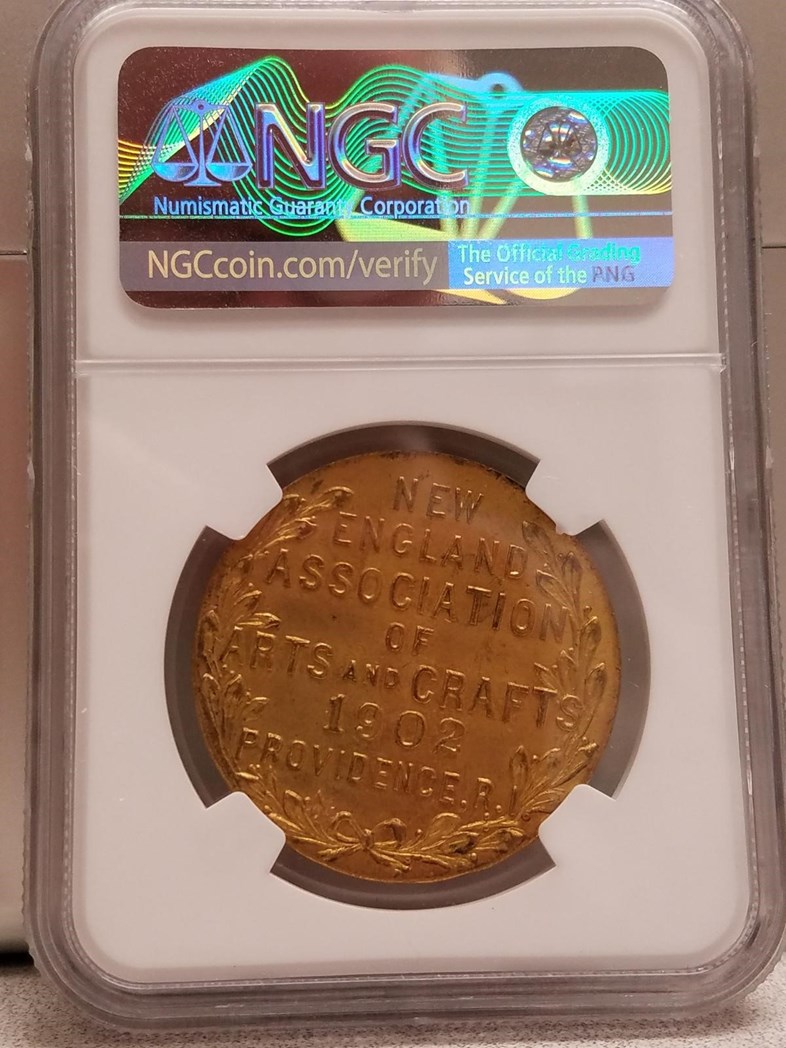 NGC
Numismatic Guaranty Corporation
NGCcoin.com/verify
The Official Grading
Service of the PNG
NEW
ENGLAND
ASSOCIATION
OF
ARTS AND CRAFTS
1902
PROVIDENCE, R.I.